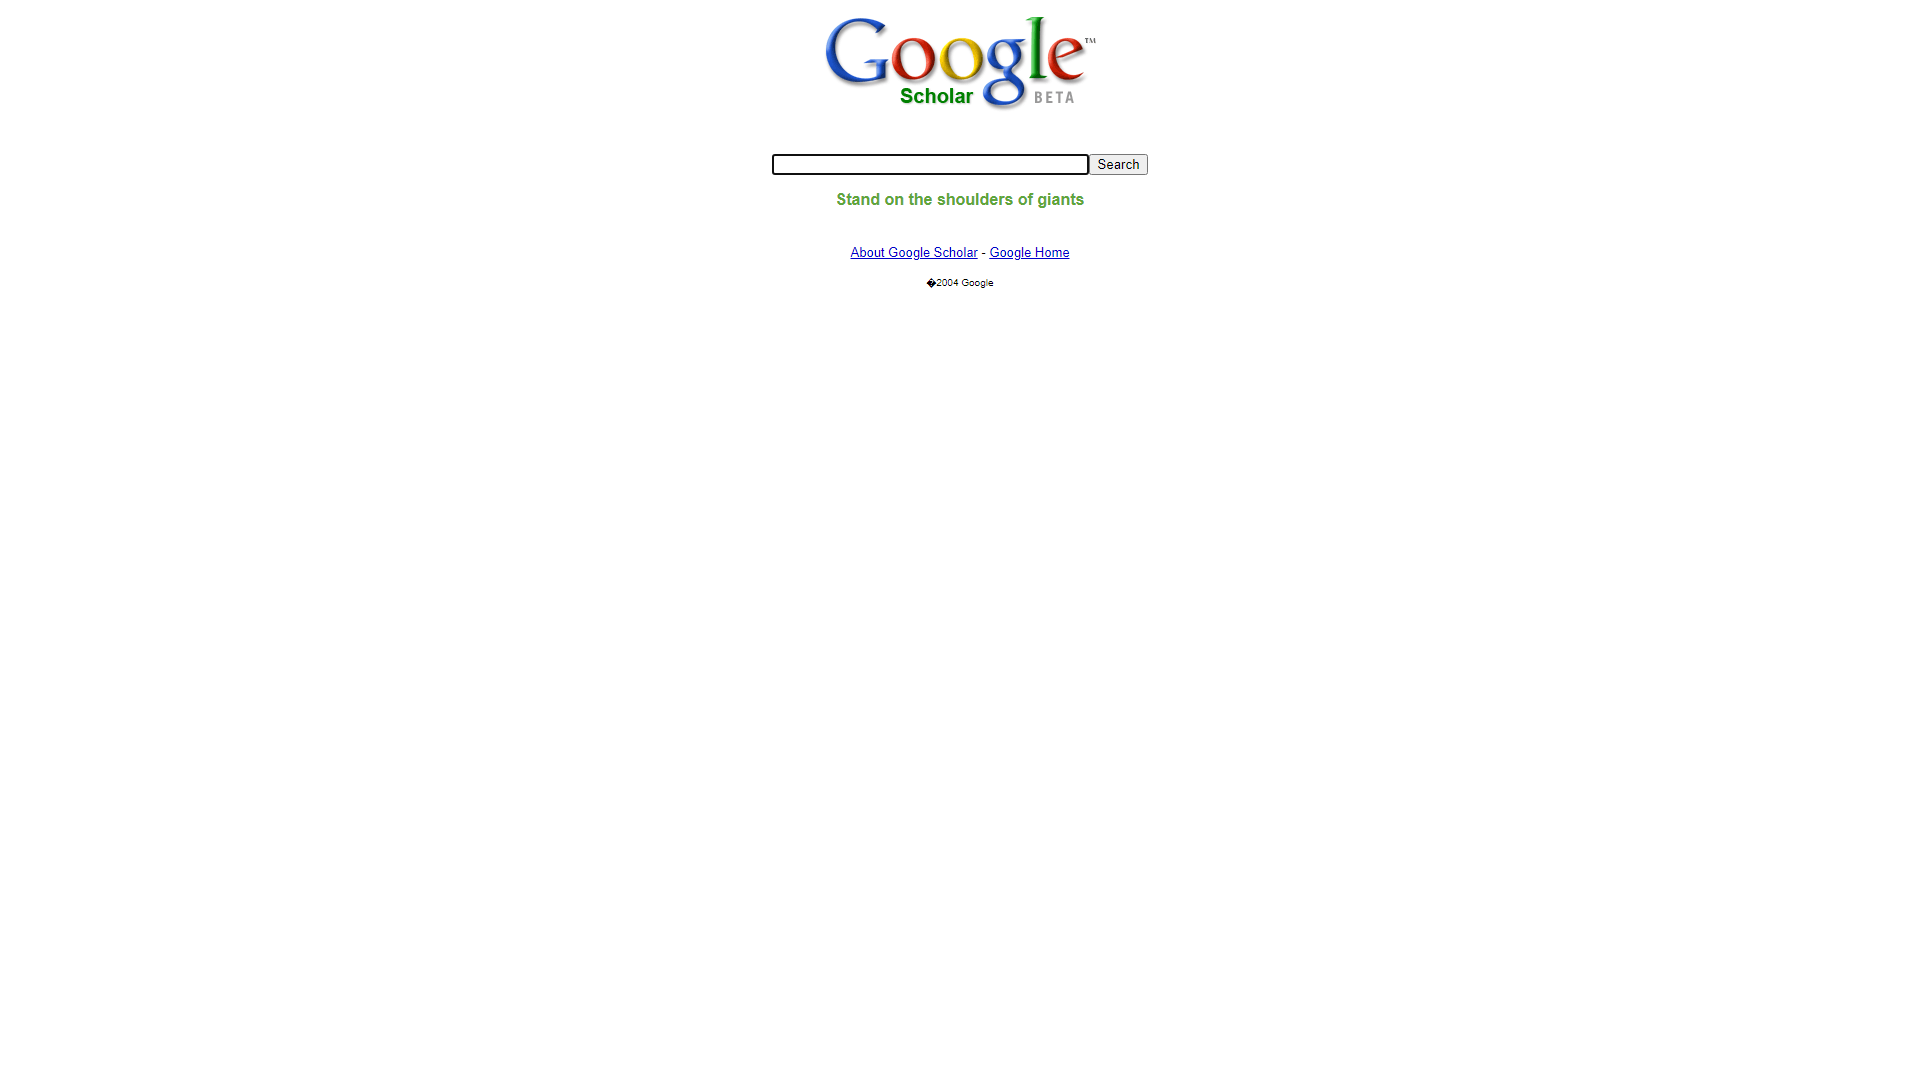 Google™
Scholar BETA
Search
Stand on the shoulders of giants
About Google Scholar - Google Home
�2004 Google